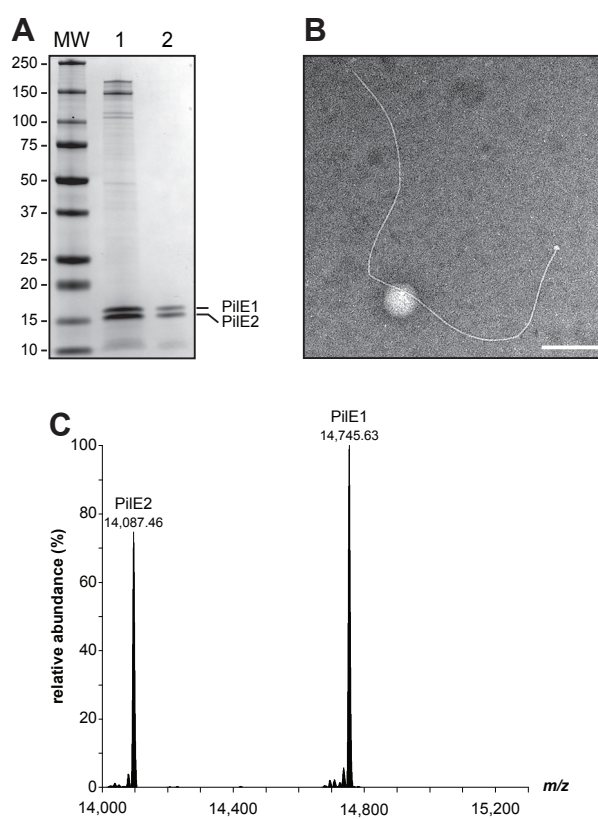 A
MW 1 2
250
150
100
75
50
37
25
20
15
10
PilE1
PilE2
B
C
PilE1
14,745.63
PilE2
14,087.46
relative abundance (%)
100
80
60
40
20
0
14,000 14,400 14,800 15,200
m/z